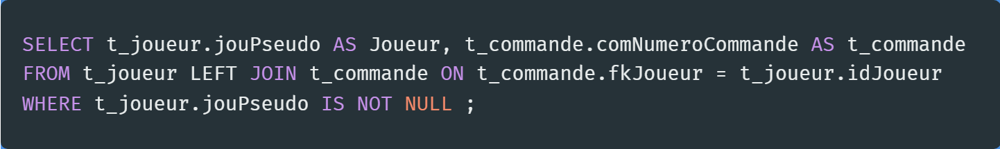 SELECT t_joueur.jouPseudo AS Joueur, t_commande.comNumeroCommande AS t_commande
FROM t_joueur LEFT JOIN t_commande ON t_commande.fkJoueur = t_joueur.idJoueur
WHERE t_joueur.jouPseudo IS NOT NULL ;